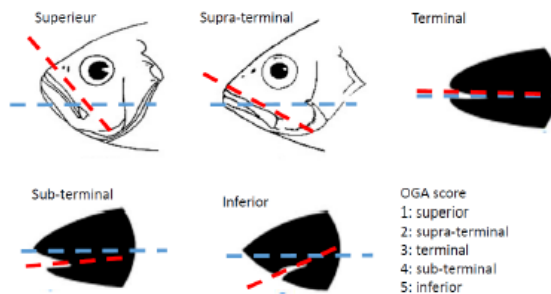 Superieur
Supra-terminal
Terminal
Sub-terminal
Inferior
OGA score
1: superior
2: supra-terminal
3: terminal
4: sub-terminal
5: inferior